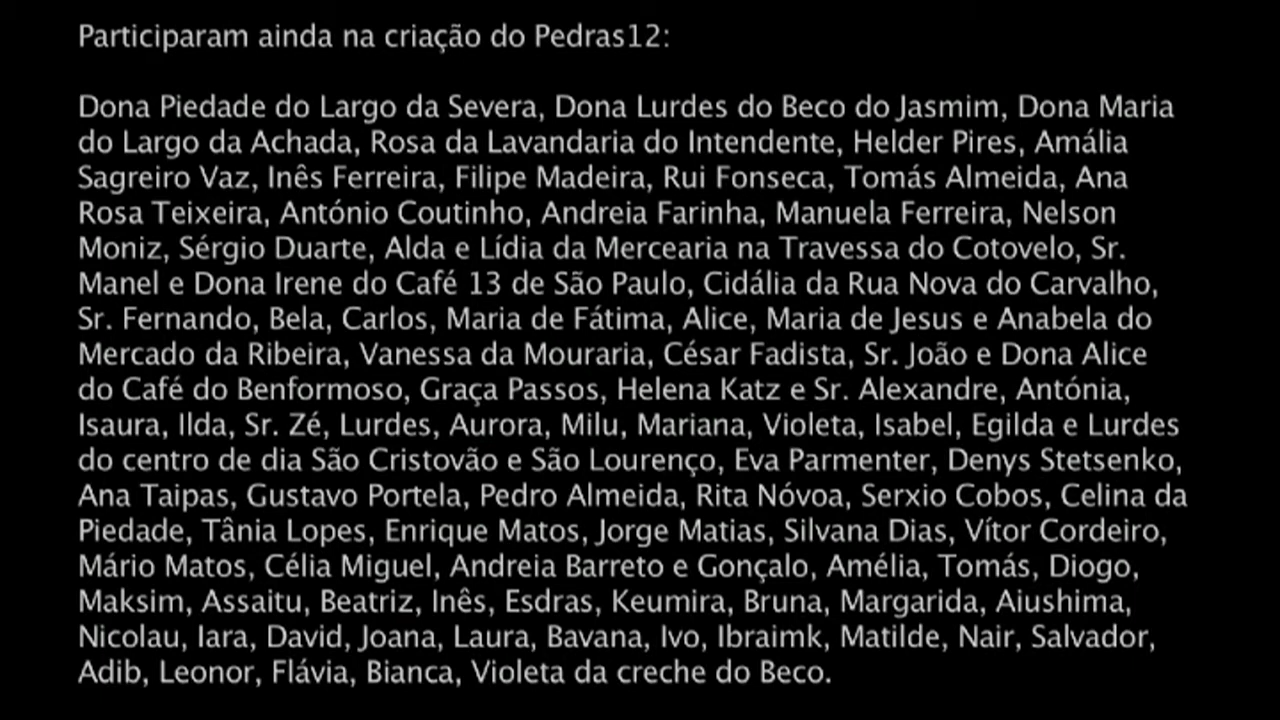 Participaram ainda na criação do Pedras12:
Dona Piedade do Largo da Severa, Dona Lurdes do Beco do Jasmim, Dona Maria
do Largo da Achada, Rosa da Lavandaria do Intendente, Helder Pires, Amália
Sagreiro Vaz, Inês Ferreira, Filipe Madeira, Rui Fonseca, Tomás Almeida, Ana
Rosa Teixeira, António Coutinho, Andreia Farinha, Manuela Ferreira, Nelson
Moniz, Sérgio Duarte, Alda e Lídia da Mercearia na Travessa do Cotovelo, Sr.
Manel e Dona Irene do Café 13 de São Paulo, Cidália da Rua Nova do Carvalho,
Sr. Fernando, Bela, Carlos, Maria de Fátima, Alice, Maria de Jesus e Anabela do
Mercado da Ribeira, Vanessa da Mouraria, César Fadista, Sr. João e Dona Alice
do Café do Benformoso, Graça Passos, Helena Katz e Sr. Alexandre, Antónia,
Isaura, Ilda, Sr. Zé, Lurdes, Aurora, Milu, Mariana, Violeta, Isabel, Egilda e Lurdes
do centro de dia São Cristovão e São Lourenço, Eva Parmenter, Denys Stetsenko,
Ana Taipas, Gustavo Portela, Pedro Almeida, Rita Nóvoa, Serxio Cobos, Celina da
Piedade, Tânia Lopes, Enrique Matos, Jorge Matias, Silvana Dias, Vítor Cordeiro,
Mário Matos, Célia Miguel, Andreia Barreto e Gonçalo, Amélia, Tomás, Diogo,
Maksim, Assaitu, Beatriz, Inês, Esdras, Keumira, Bruna, Margarida, Aiushima,
Nicolau, Iara, David, Joana, Laura, Bavana, Ivo, Ibraimk, Matilde, Nair, Salvador,
Adib, Leonor, Flávia, Bianca, Violeta da creche do Beco.